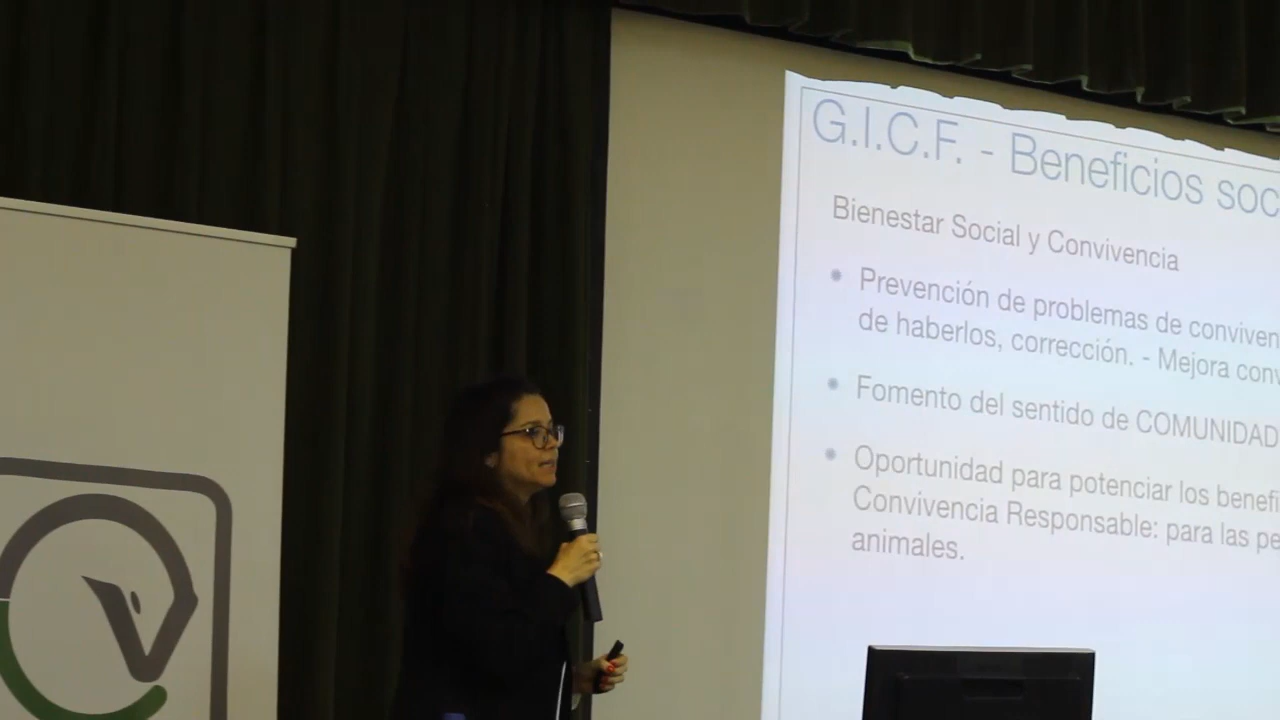 G.I.C.F. - Beneficios soc
Bienestar Social y Convivencia
Prevención de problemas de conviven
de haberlos, corrección. - Mejora conv
Fomento del sentido de COMUNIDAD
Oportunidad para potenciar los benefi
Convivencia Responsable: para las pe
animales.